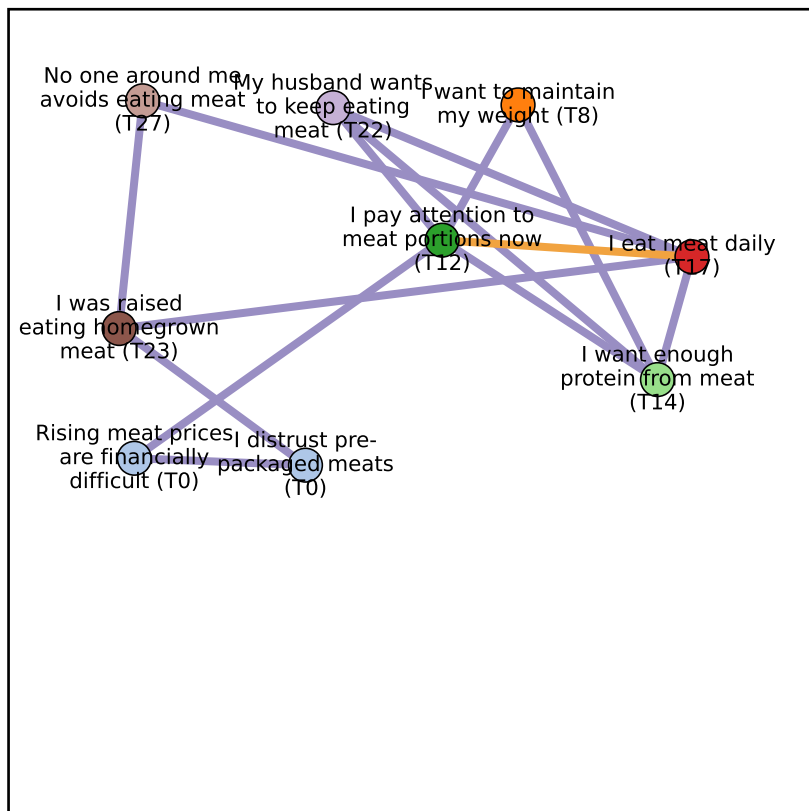 No one around me
avoids eating meat
(T27)
My husband wants
to keep eating
meat (T22)
I want to maintain
my weight (T8)
I pay attention to
meat portions now
(T12)
I eat meat daily
(T17)
I was raised
eating homegrown
meat (T23)
I want enough
protein from meat
(T14)
Rising meat prices
are financially
difficult (T0)
I distrust pre-
packaged meats
(T0)